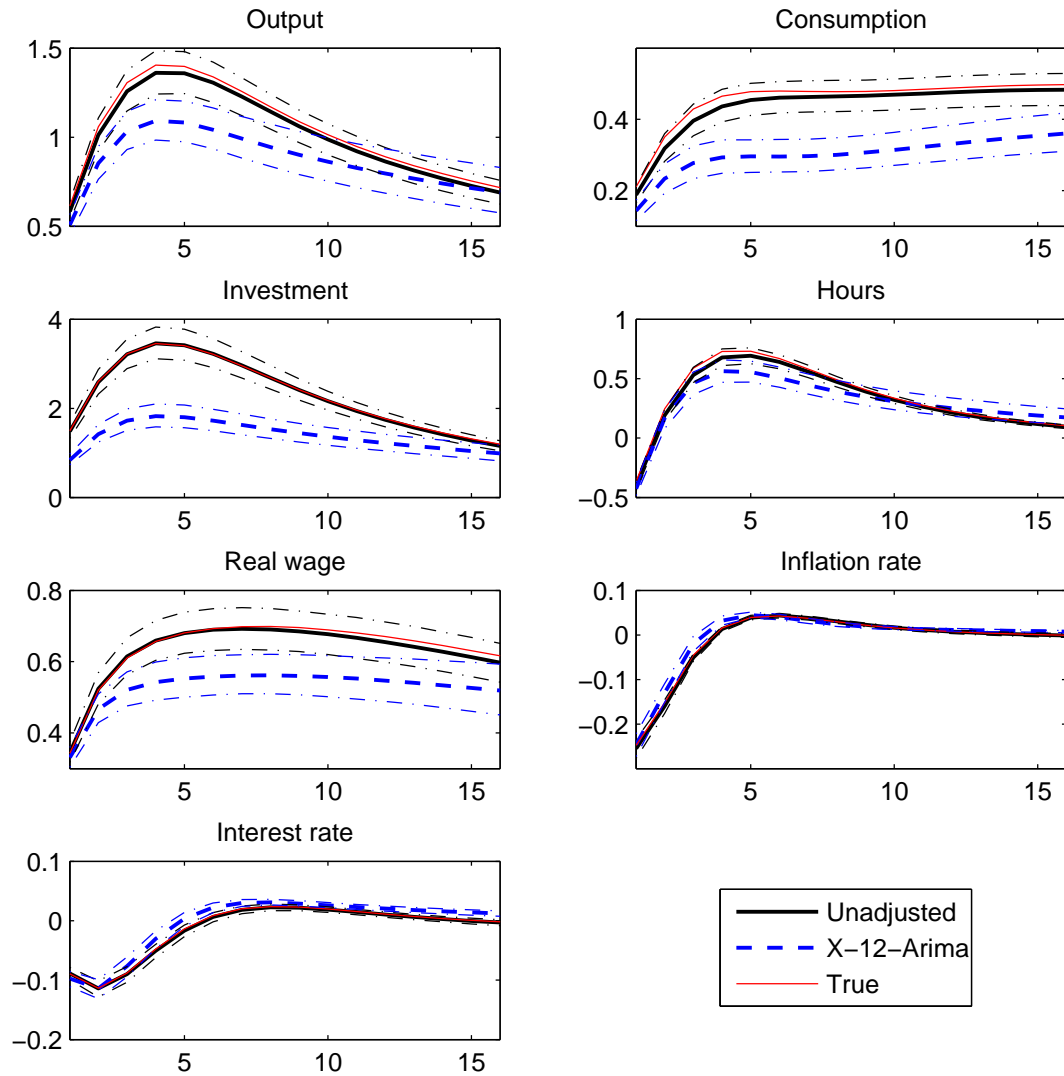 Output
1.5
1
0.5
5 10 15
Consumption
0.4
0.2
5 10 15
Investment
4
2
0
5 10 15
Hours
1
0.5
0
−0.5
5 10 15
Real wage
0.8
0.6
0.4
5 10 15
Inflation rate
0.1
0
−0.1
−0.2
5 10 15
Interest rate
0.1
0
−0.1
−0.2
5 10 15
Unadjusted
X−12−Arima
True